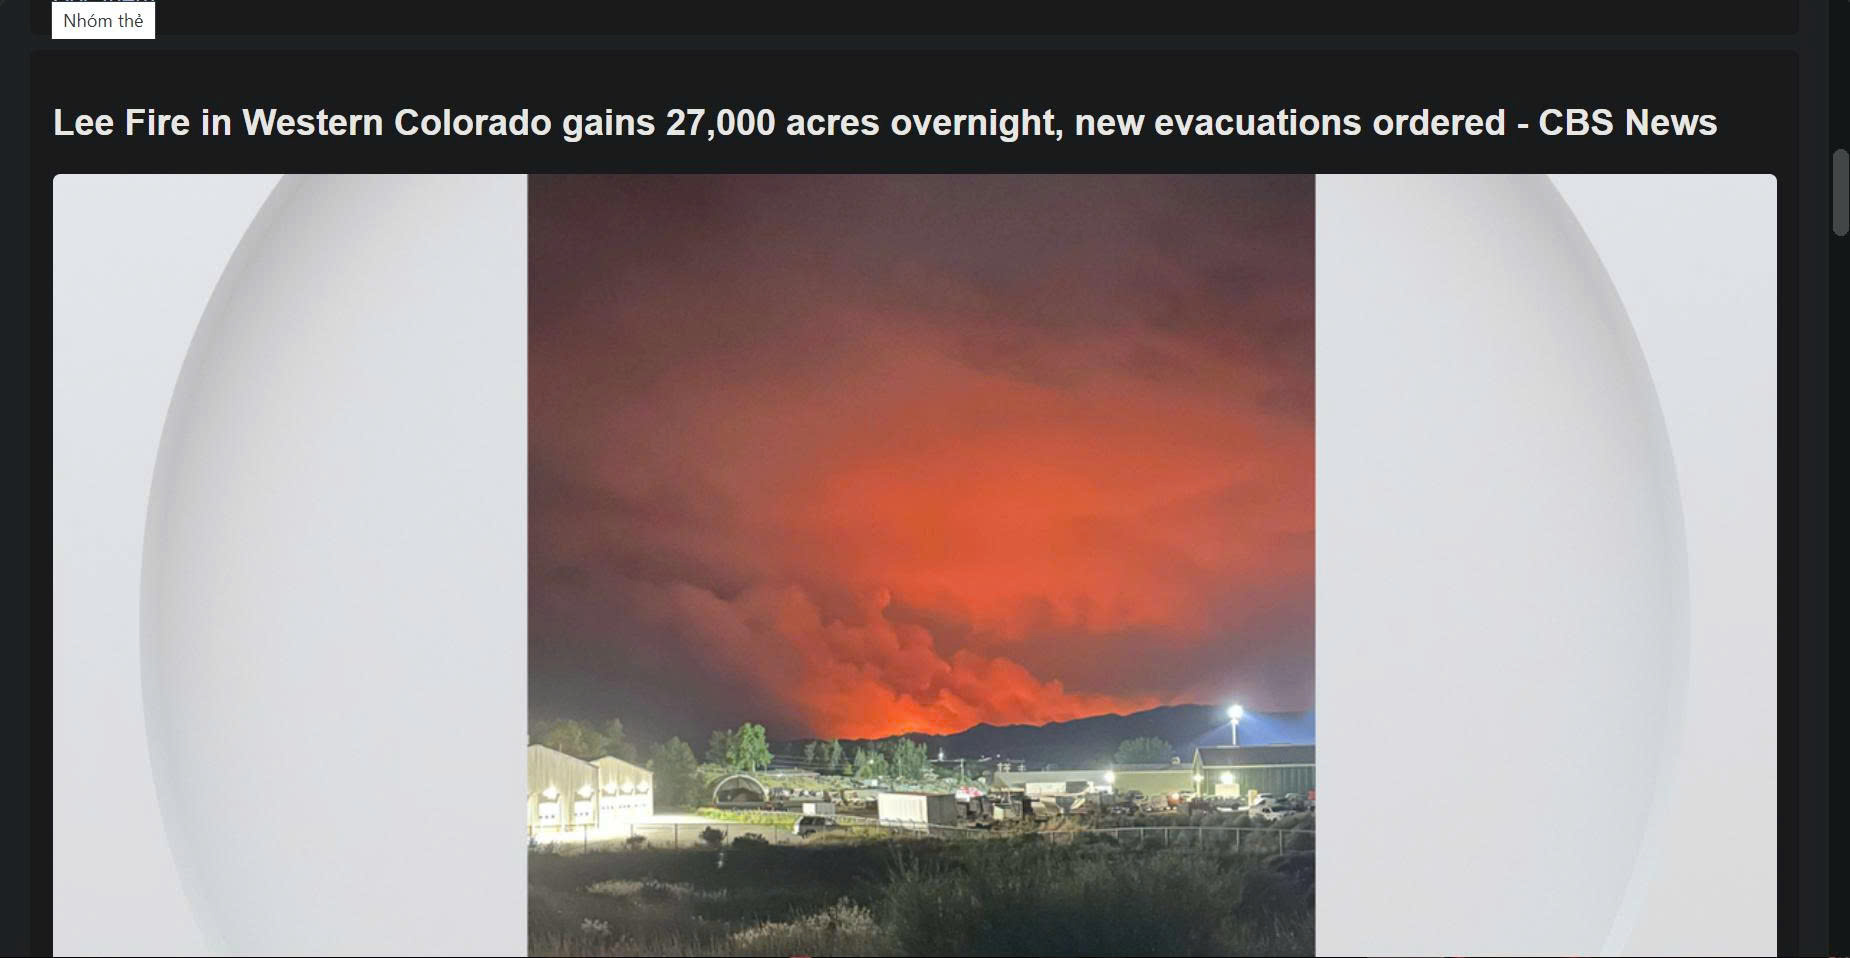 Nhóm thẻ
Lee Fire in Western Colorado gains 27,000 acres overnight, new evacuations ordered - CBS News